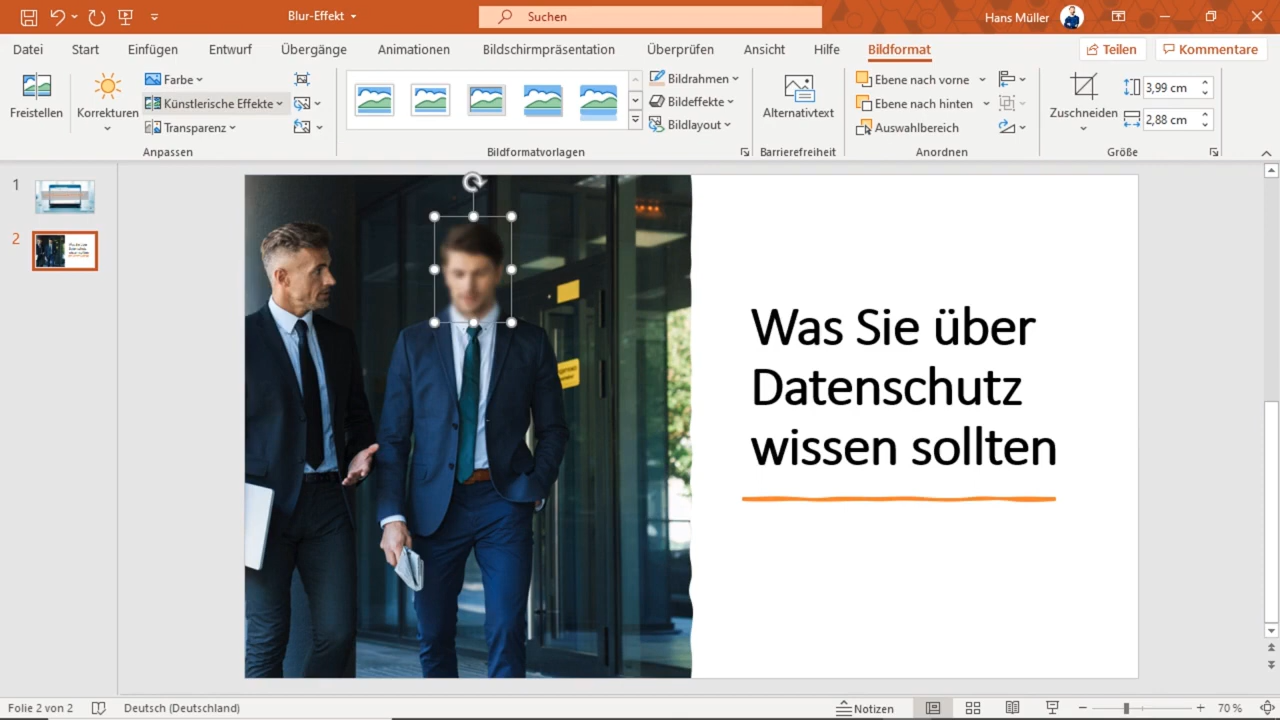 Blur-Effekt
Suchen
Hans Müller
Datei Start Einfügen Entwurf Übergänge Animationen Bildschirmpräsentation Überprüfen Ansicht Hilfe Bildformat Teilen Kommentare
Freistellen
Korrekturen
Farbe
Künstlerische Effekte
Transparenz
Anpassen
Bildformatvorlagen
Bildrahmen
Bildeffekte
Bildlayout
Alternativtext
Barrierefreiheit
Ebene nach vorne
Ebene nach hinten
Auswahlbereich
Anordnen
Zuschneiden
3,99 cm
2,88 cm
Größe
1
2
Was Sie über
Datenschutz
wissen sollten
Folie 2 von 2 Deutsch (Deutschland) Notizen 70 %